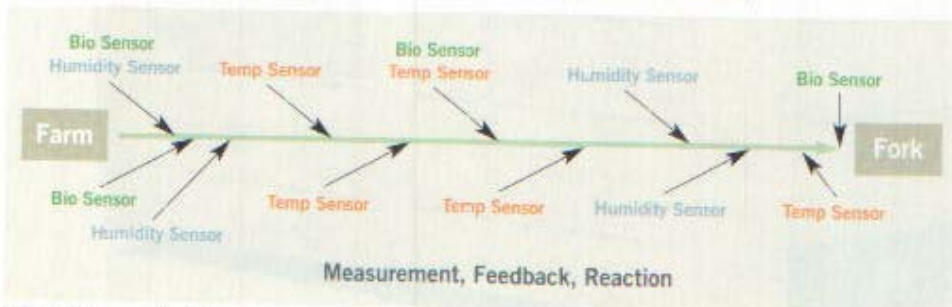 Bio Sensor
Humidity Sensor
Temp Sensor
Bio Sensor
Temp Sensor
Humidity Sensor
Bio Sensor
Farm
Fork
Bio Sensor
Humidity Sensor
Temp Sensor
Temp Sensor
Humidity Sensor
Temp Sensor
Measurement, Feedback, Reaction